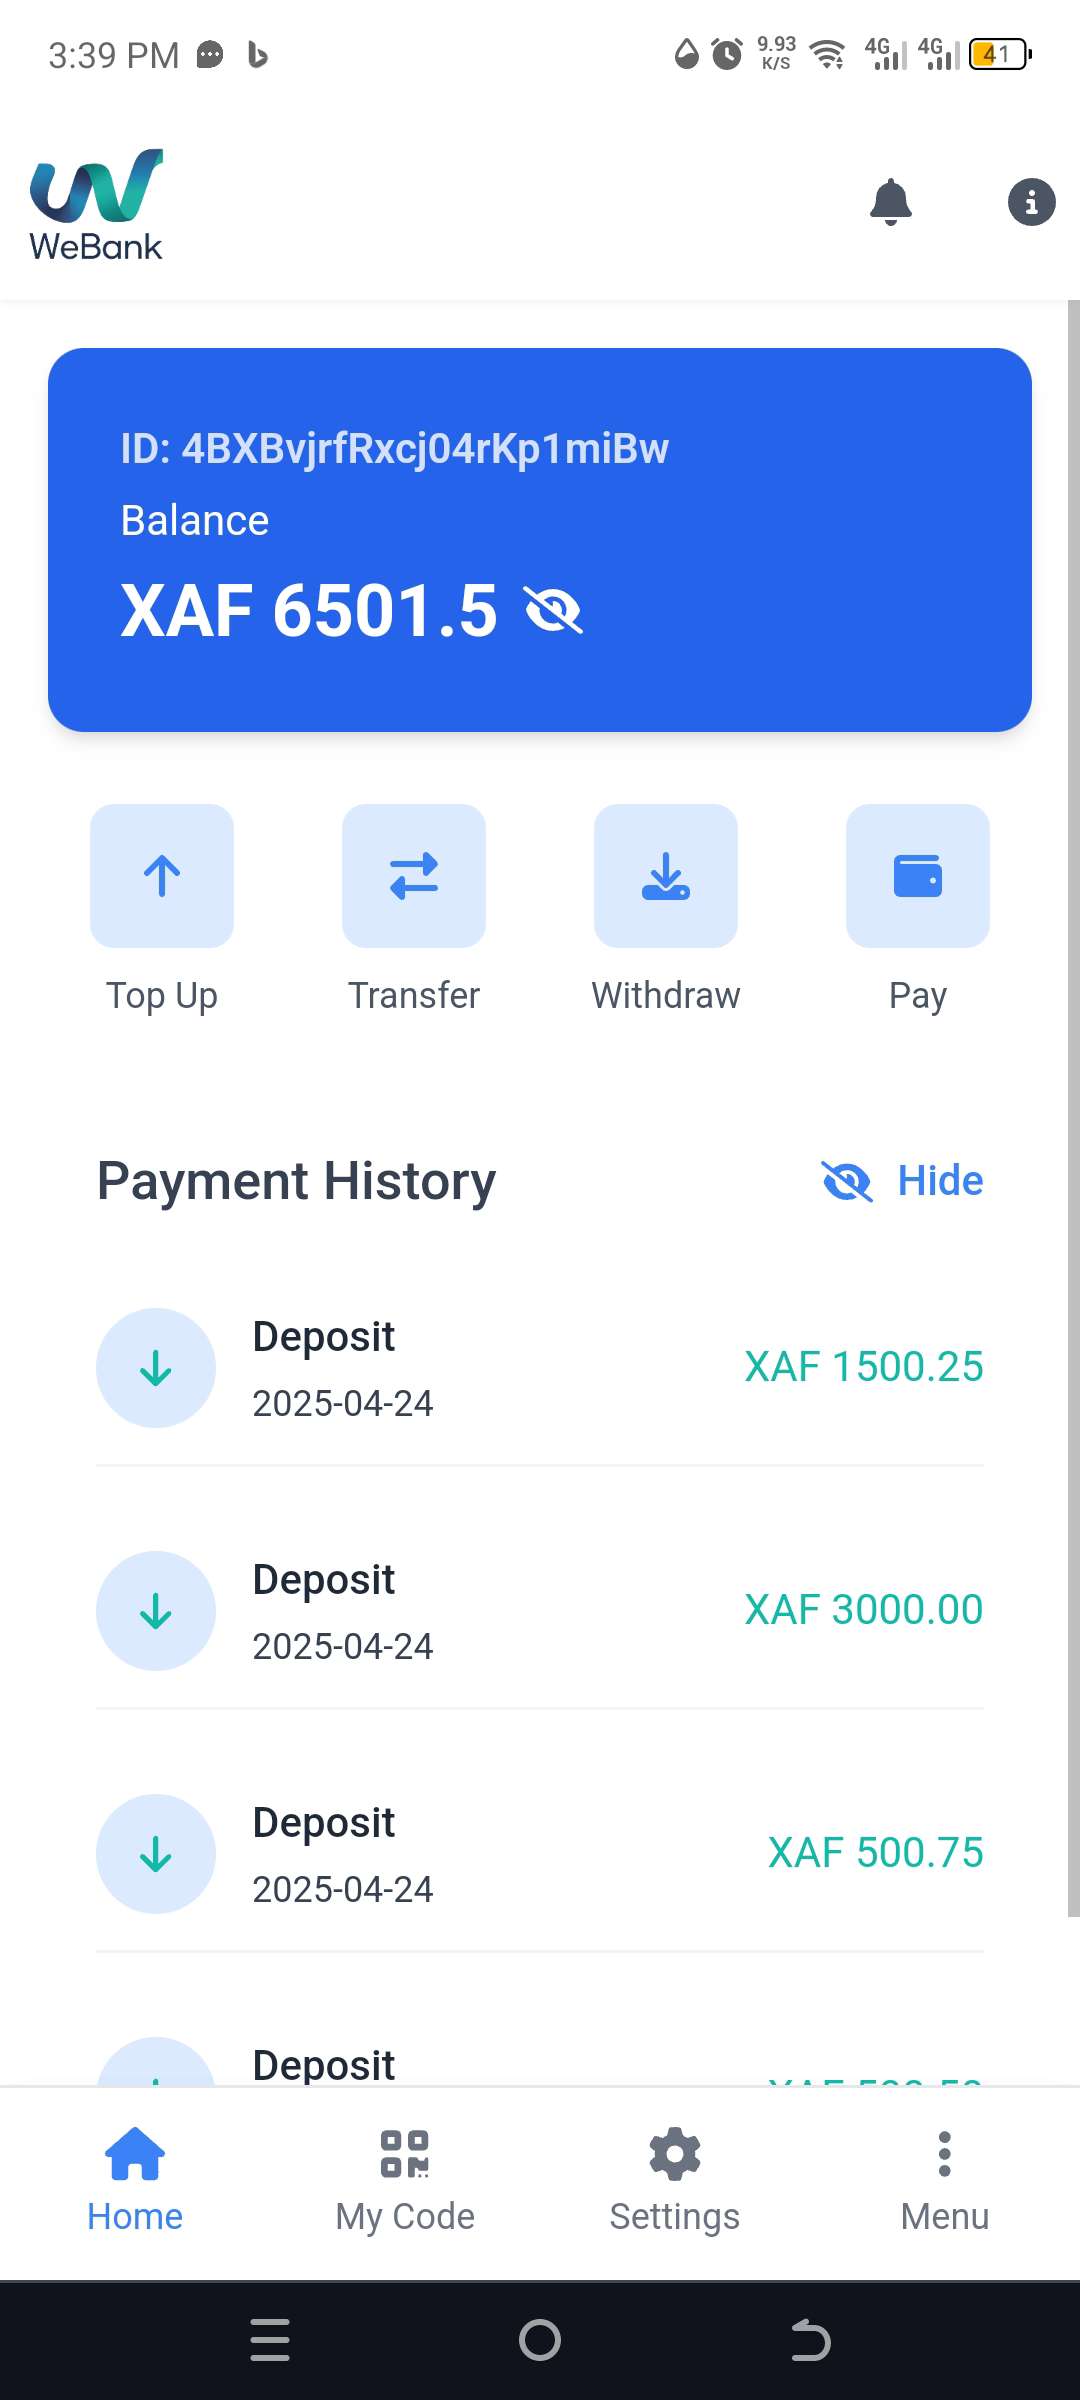 3:39 PM
9.93
K/S
4G
4G
41
WeBank
ID: 4BXBvjrfRxcj04rKp1miBw
Balance
XAF 6501.5
Top Up
Transfer
Withdraw
Pay
Payment History
Hide
Deposit
XAF 1500.25
2025-04-24
Deposit
XAF 3000.00
2025-04-24
Deposit
XAF 500.75
2025-04-24
Deposit
Home
My Code
Settings
Menu